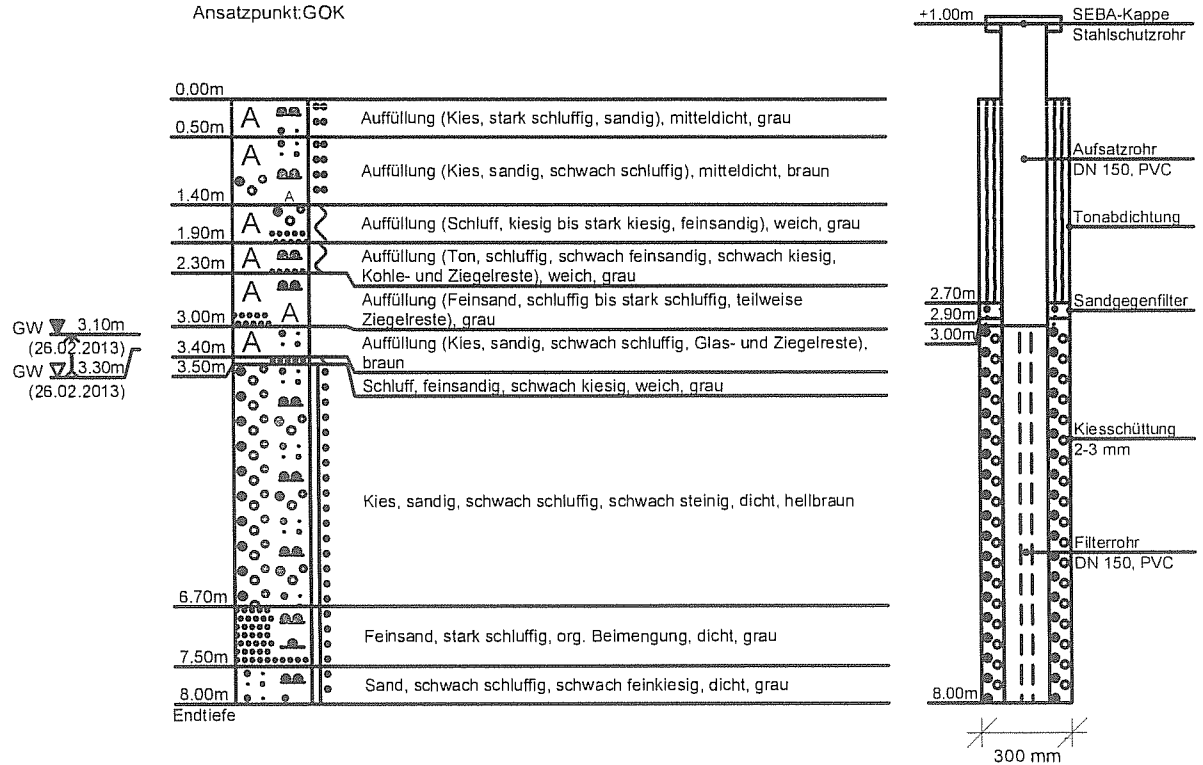 Ansatzpunkt:GOK
0.00m
A
Auffüllung (Kies, stark schluffig, sandig), mitteldicht, grau
0.50m
A
Auffüllung (Kies, sandig, schwach schluffig), mitteldicht, braun
A
1.40m
A
Auffüllung (Schluff, kiesig bis stark kiesig, feinsandig), weich, grau
1.90m
A
Auffüllung (Ton, schluffig, schwach feinsandig, schwach kiesig,
Kohle- und Ziegelreste), weich, grau
2.30m
A
A
Auffüllung (Feinsand, schluffig bis stark schluffig, teilweise
Ziegelreste), grau
3.00m
A
Auffüllung (Kies, sandig, schwach schluffig, Glas- und Ziegelreste),
braun
3.40m
3.50m
Schluff, feinsandig, schwach kiesig, weich, grau
Kies, sandig, schwach schluffig, schwach steinig, dicht, hellbraun
6.70m
Feinsand, stark schluffig, org. Beimengung, dicht, grau
7.50m
Sand, schwach schluffig, schwach feinkiesig, dicht, grau
8.00m
Endtiefe
GW 3.10m
(26.02.2013)
GW 3.30m
(26.02.2013)
+1.00m
SEBA-Kappe
Stahlschutzrohr
Aufsatzrohr
DN 150, PVC
Tonabdichtung
2.70m
Sandgegenfilter
2.90m
3.00m
Kiesschüttung
2-3 mm
Filterrohr
DN 150, PVC
8.00m
300 mm